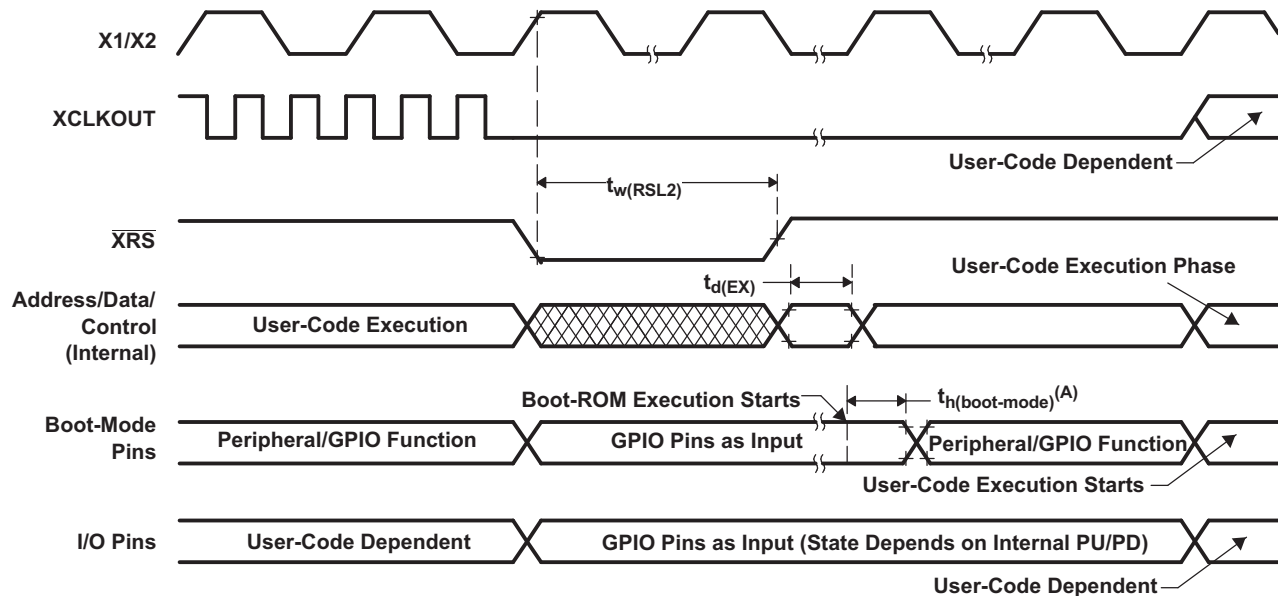 X1/X2
XCLKOUT
User-Code Dependent
tw(RSL2)
XRS
User-Code Execution Phase
td(EX)
Address/Data/
Control
(Internal)
User-Code Execution
Boot-ROM Execution Starts
th(boot-mode)(A)
Boot-Mode
Pins
Peripheral/GPIO Function
GPIO Pins as Input
Peripheral/GPIO Function
User-Code Execution Starts
I/O Pins
User-Code Dependent
GPIO Pins as Input (State Depends on Internal PU/PD)
User-Code Dependent